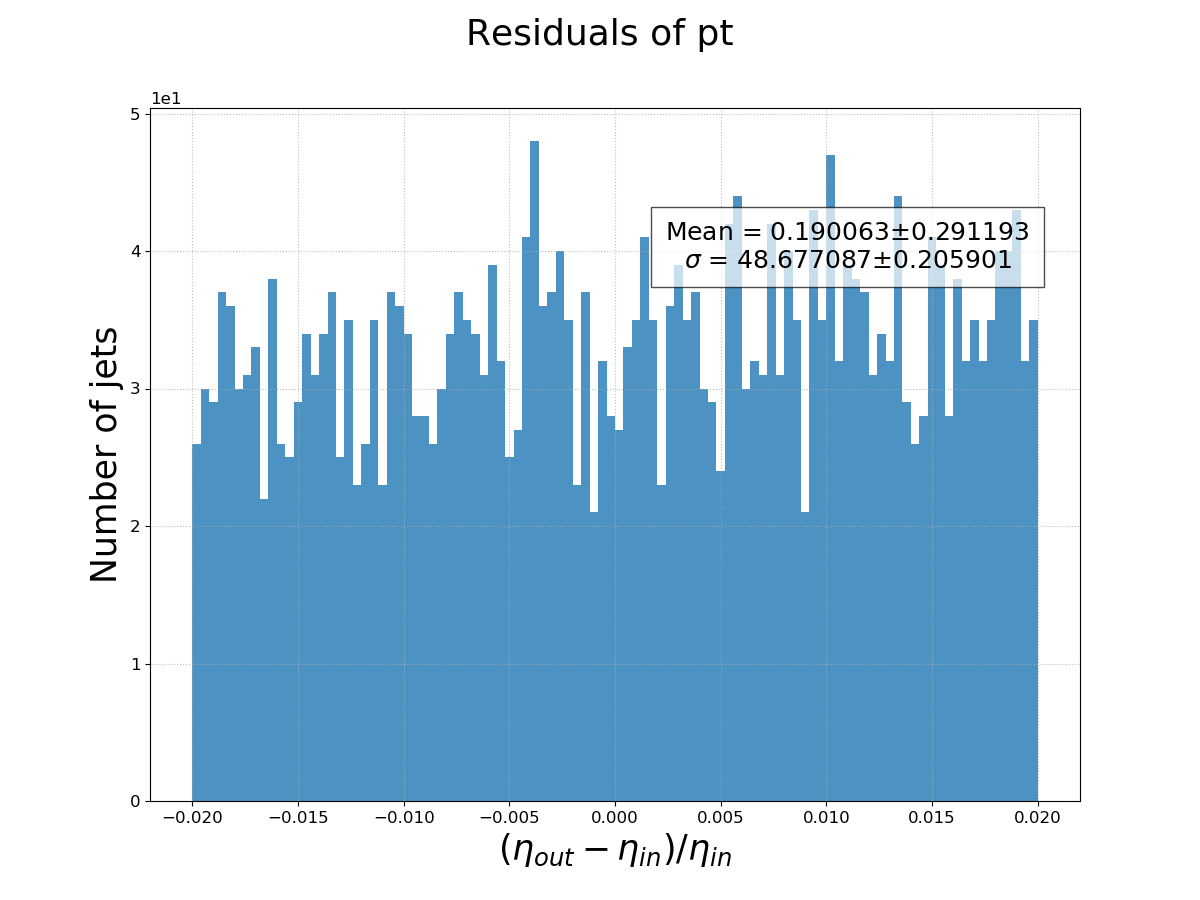 Residuals of pt
1e1
5
4
3
2
1
0
Number of jets
Mean = 0.190063±0.291193
σ = 48.677087±0.205901
−0.020 −0.015 −0.010 −0.005 0.000 0.005 0.010 0.015 0.020
(η_out − η_in)/η_in